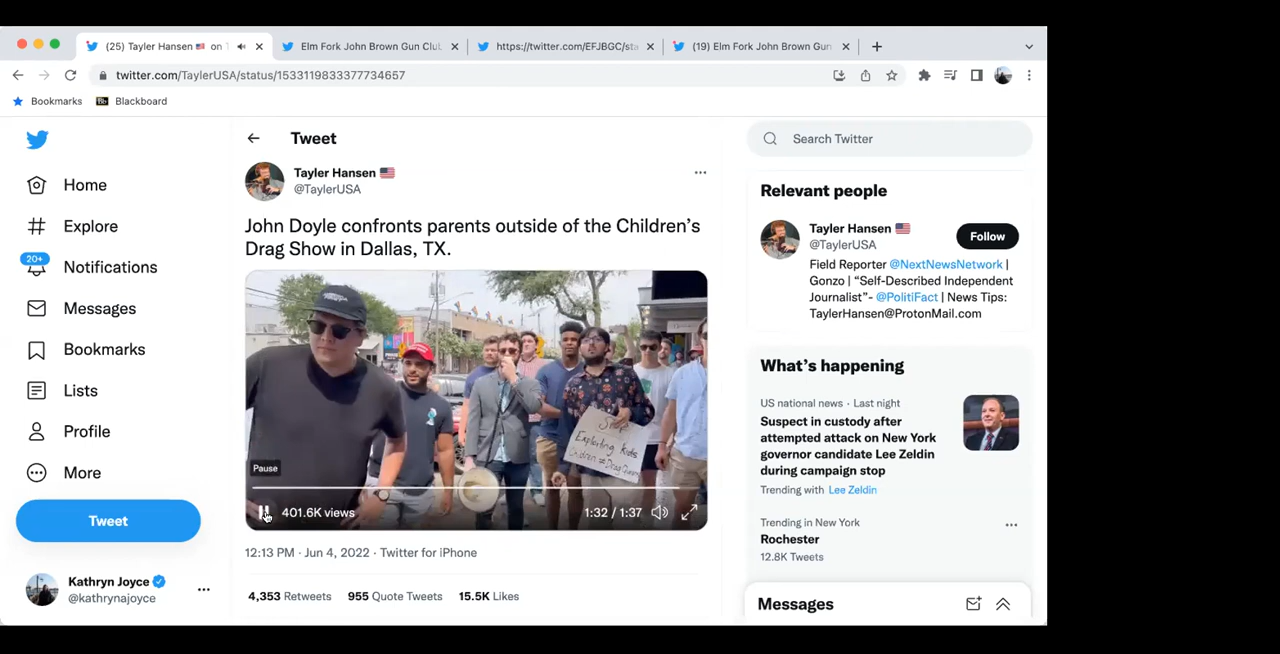 (25) Tayler Hansen 🇺🇸 on T
Elm Fork John Brown Gun Clu
https://twitter.com/EFJBGC/sta
(19) Elm Fork John Brown Gun
twitter.com/TaylerUSA/status/1533119833377734657
Bookmarks
Bb
Blackboard
Home
Explore
20+
Notifications
Messages
Bookmarks
Lists
Profile
More
Tweet
Kathryn Joyce
@kathrynajoyce
Tweet
Tayler Hansen 🇺🇸
@TaylerUSA
John Doyle confronts parents outside of the Children’s
Drag Show in Dallas, TX.
Stop
Exploiting Kids
Children ≠ Drag Queens
Pause
401.6K views
1:32 / 1:37
12:13 PM · Jun 4, 2022 · Twitter for iPhone
4,353 Retweets 955 Quote Tweets 15.5K Likes
Search Twitter
Relevant people
Tayler Hansen 🇺🇸
@TaylerUSA
Follow
Field Reporter @NextNewsNetwork |
Gonzo | “Self-Described Independent
Journalist”- @PolitiFact | News Tips:
TaylerHansen@ProtonMail.com
What’s happening
US national news · Last night
Suspect in custody after
attempted attack on New York
governor candidate Lee Zeldin
during campaign stop
Trending with Lee Zeldin
Trending in New York
Rochester
12.8K Tweets
Messages